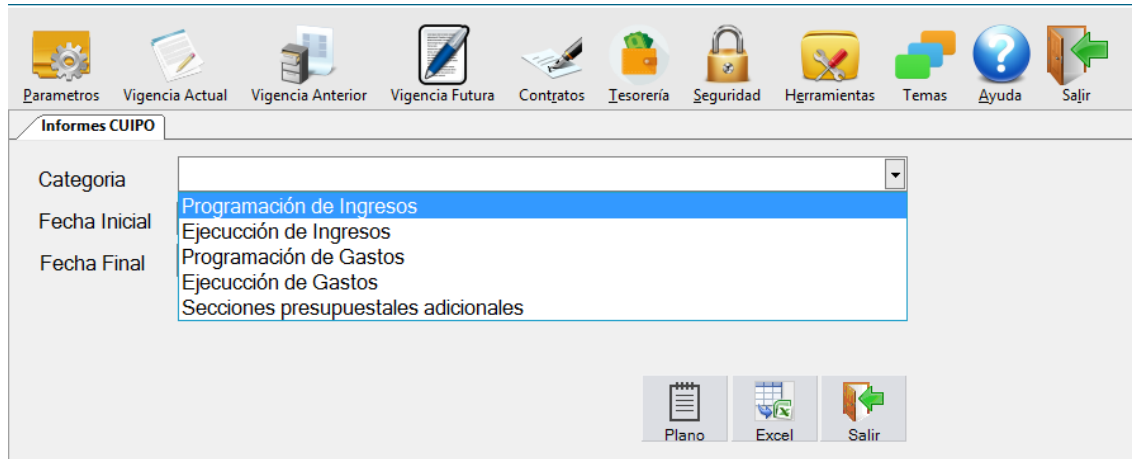 Parametros Vigencia Actual Vigencia Anterior Vigencia Futura Contratos Tesorería Seguridad Herramientas Temas Ayuda Salir
Informes CUIPO
Categoria
Programación de Ingresos
Fecha Inicial
Ejecucción de Ingresos
Programación de Gastos
Fecha Final
Ejecucción de Gastos
Secciones presupuestales adicionales
Plano Excel Salir